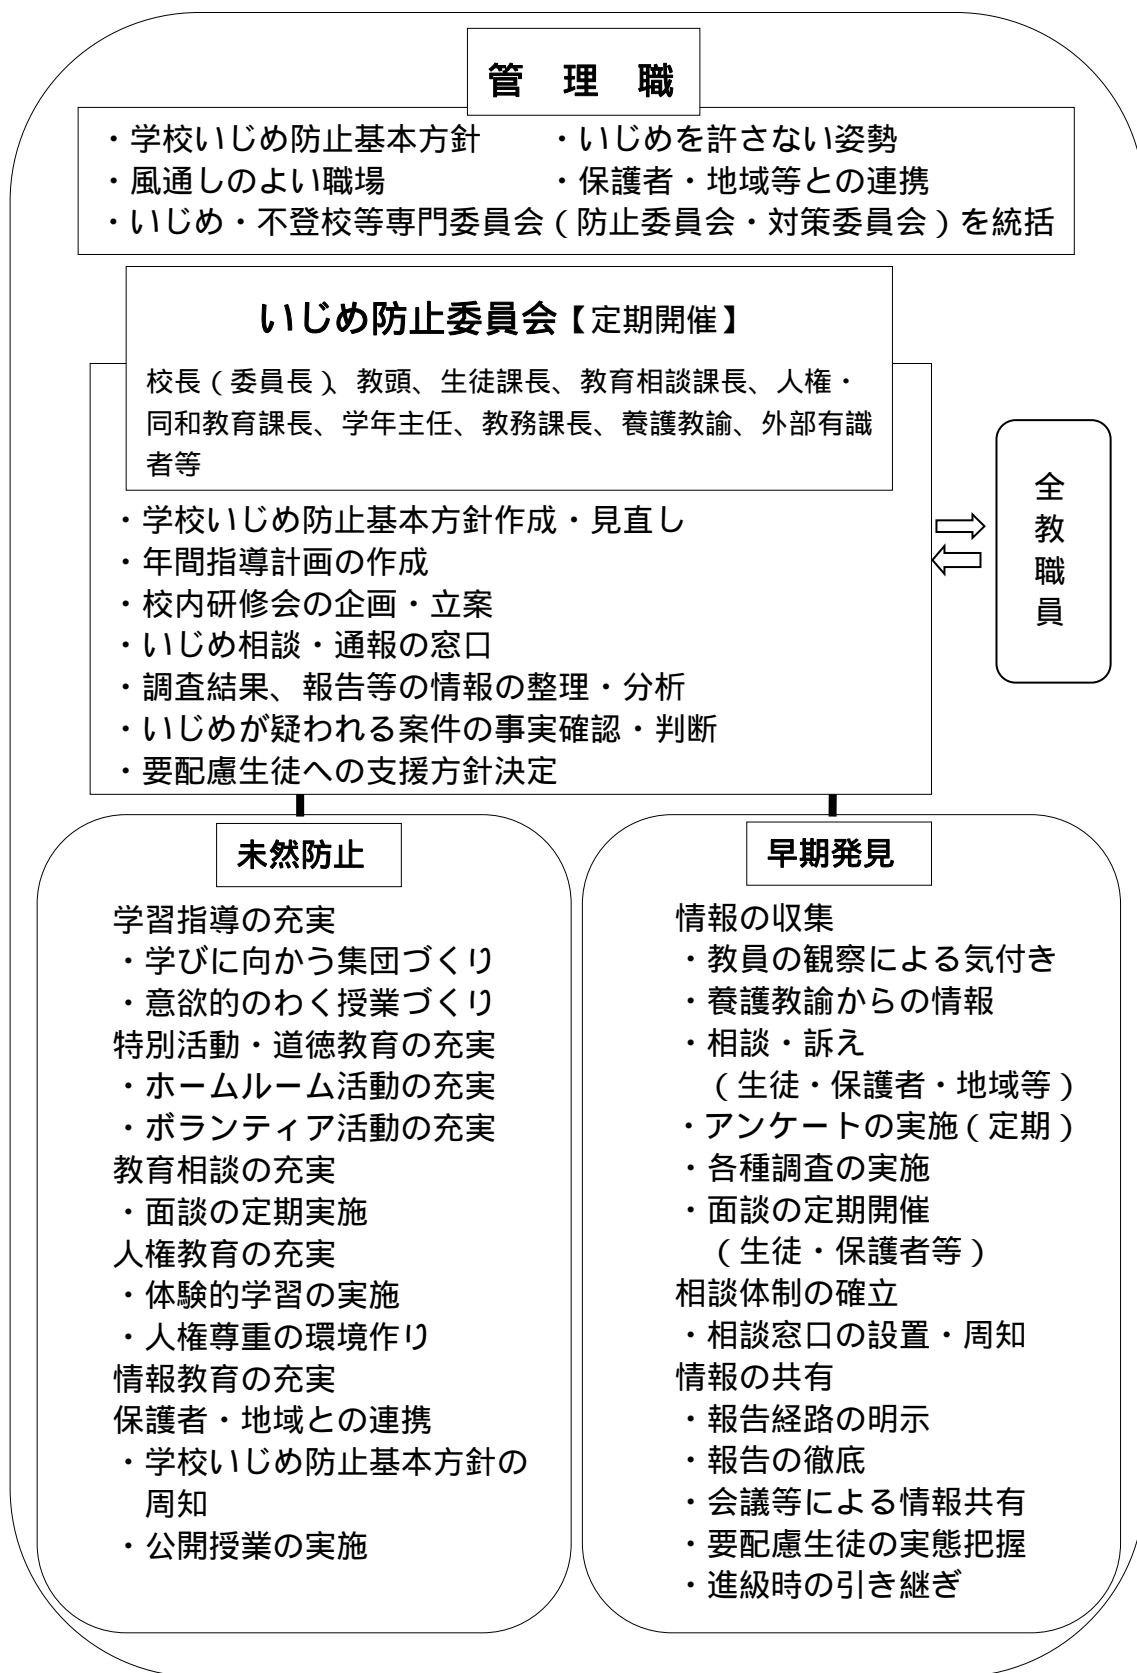 管　理　職
・学校いじめ防止基本方針　　・いじめを許さない姿勢
・風通しのよい職場　　　　　・保護者・地域等との連携
・いじめ・不登校等専門委員会（防止委員会・対策委員会）を統括
いじめ防止委員会【定期開催】
校長（委員長）、教頭、生徒課長、教育相談課長、人権・
同和教育課長、学年主任、教務課長、養護教諭、外部有識
者等
・学校いじめ防止基本方針作成・見直し
・年間指導計画の作成
・校内研修会の企画・立案
・いじめ相談・通報の窓口
・調査結果、報告等の情報の整理・分析
・いじめが疑われる案件の事実確認・判断
・要配慮生徒への支援方針決定
全教職員
未然防止
学習指導の充実
・学びに向かう集団づくり
・意欲的のわく授業づくり
特別活動・道徳教育の充実
・ホームルーム活動の充実
・ボランティア活動の充実
教育相談の充実
・面談の定期実施
人権教育の充実
・体験的学習の実施
・人権尊重の環境作り
情報教育の充実
保護者・地域との連携
・学校いじめ防止基本方針の
周知
・公開授業の実施
早期発見
情報の収集
・教員の観察による気付き
・養護教諭からの情報
・相談・訴え
（生徒・保護者・地域等）
・アンケートの実施（定期）
・各種調査の実施
・面談の定期開催
（生徒・保護者等）
相談体制の確立
・相談窓口の設置・周知
情報の共有
・報告経路の明示
・報告の徹底
・会議等による情報共有
・要配慮生徒の実態把握
・進級時の引き継ぎ